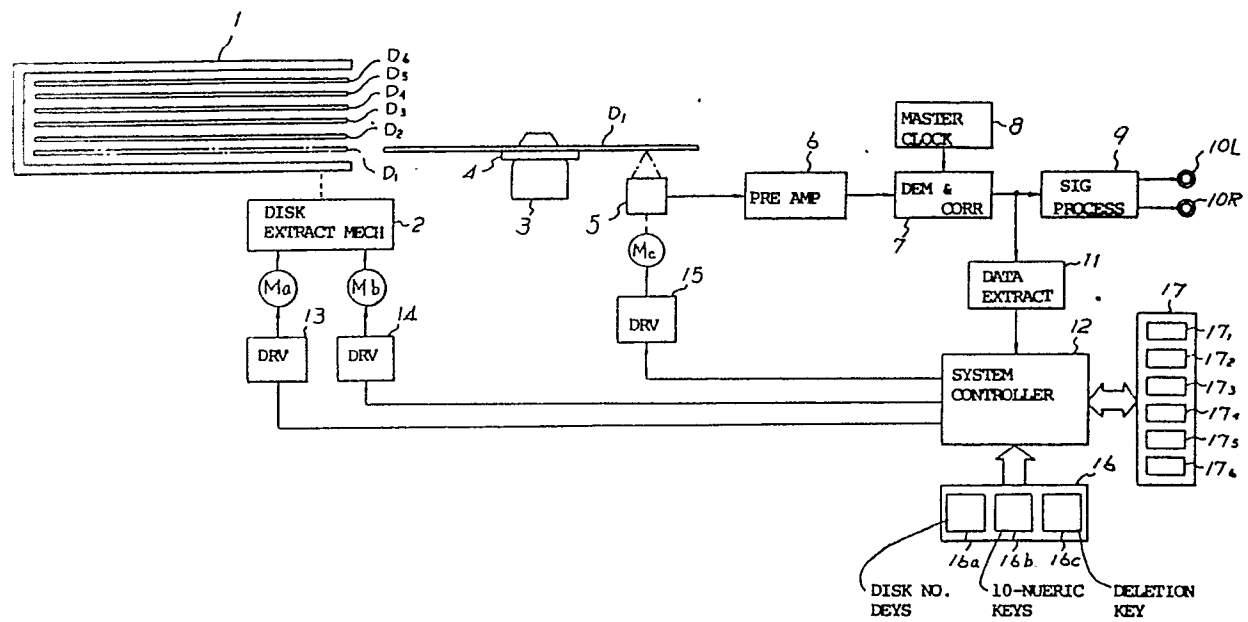 1
D6
D5
D4
D3
D2
D1
D1
4
3
5
6
PRE AMP
MASTER
CLOCK
8
DEM &
CORR
7
9
SIG
PROCESS
10L
10R
DISK
EXTRACT MECH
2
Ma
Mb
Mc
13
DRV
14
DRV
15
DRV
11
DATA
EXTRACT
12
SYSTEM
CONTROLLER
17
17₁
17₂
17₃
17₄
17₅
17₆
16
16a
16b
16c
DISK NO.
DEYS
10-NUERIC
KEYS
DELETION
KEY